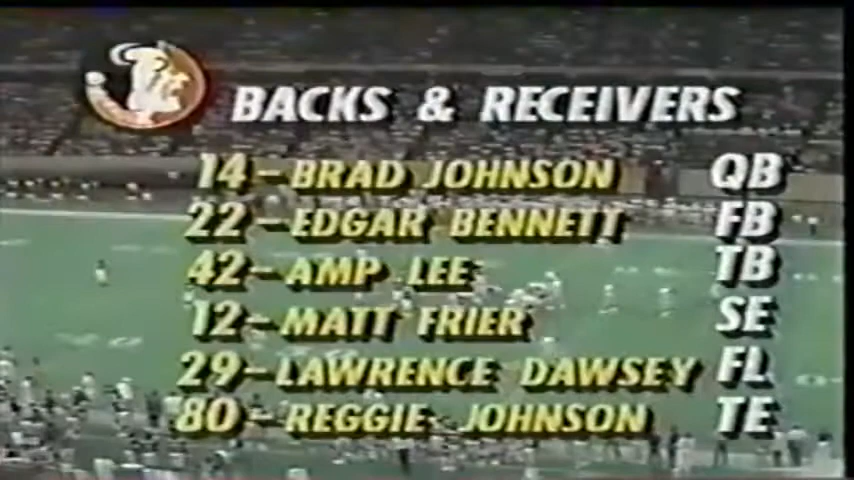 BACKS & RECEIVERS
14-BRAD JOHNSON QB
22-EDGAR BENNETT FB
42-AMP LEE TB
12-MATT FRIER SE
29-LAWRENCE DAWSEY FL
80-REGGIE JOHNSON TE